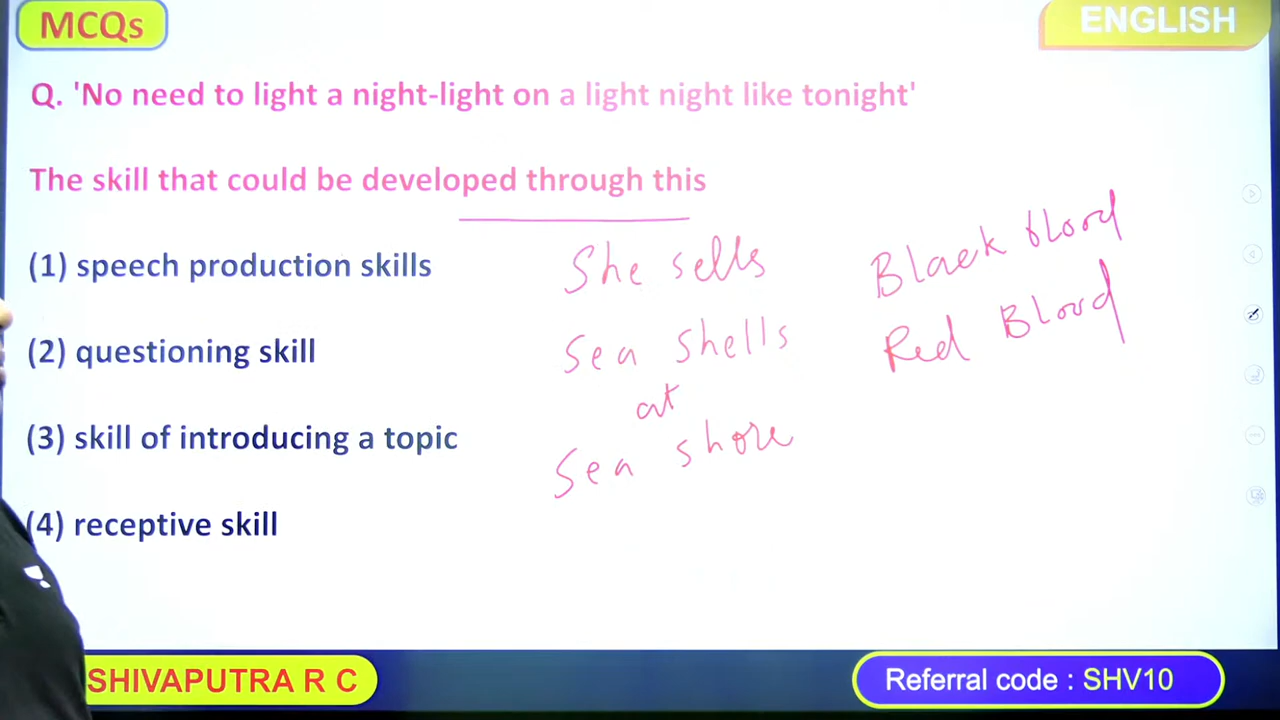 MCQs
ENGLISH
Q. 'No need to light a night-light on a light night like tonight'
The skill that could be developed through this
(1) speech production skills
(2) questioning skill
(3) skill of introducing a topic
(4) receptive skill
She sells
Sea shells
at
Sea shore
Black blood
Red Blood
SHIVAPUTRA R C
Referral code : SHV10